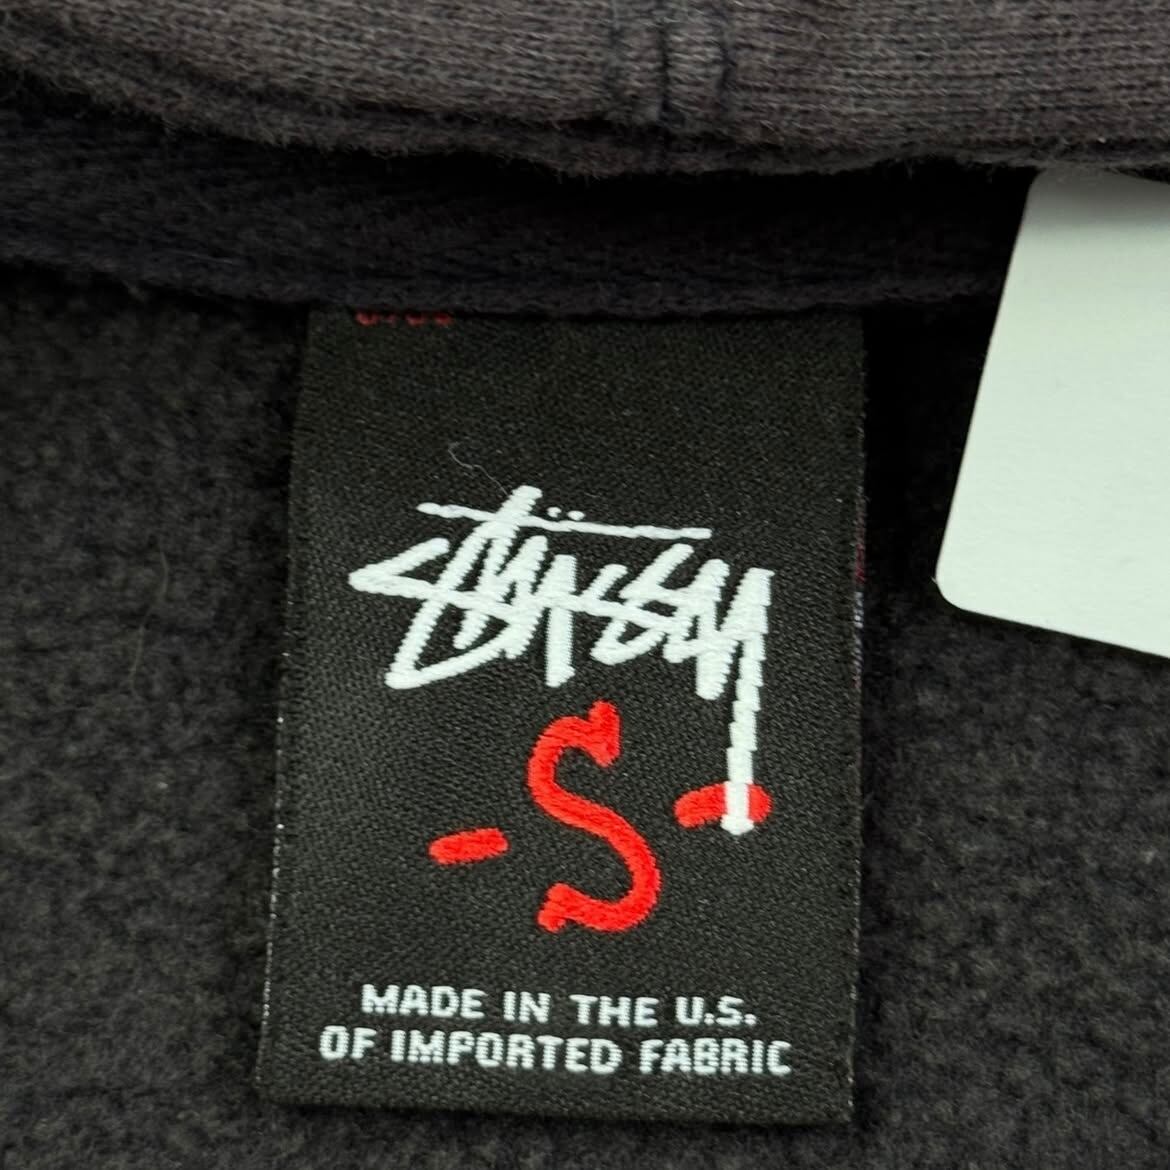 Stüssy
-S-
MADE IN THE U.S.
OF IMPORTED FABRIC